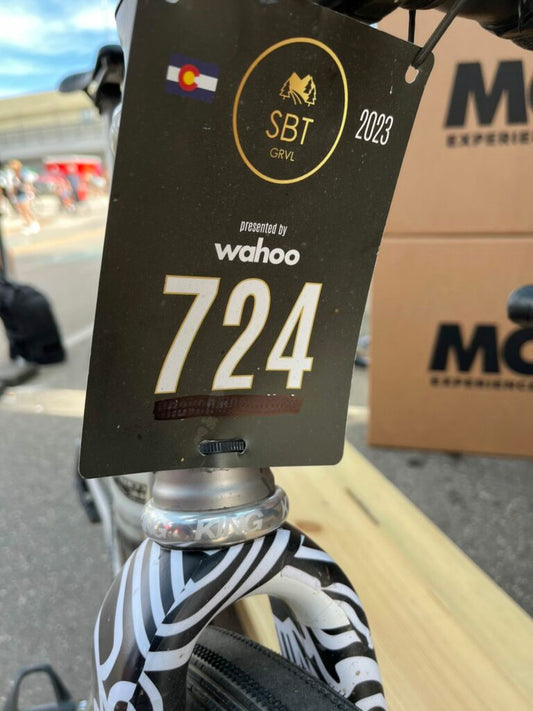 SBT
GRVL
2023
presented by
wahoo
724
KING
MO
EXPERIENCE
MO
EXPERIENCE